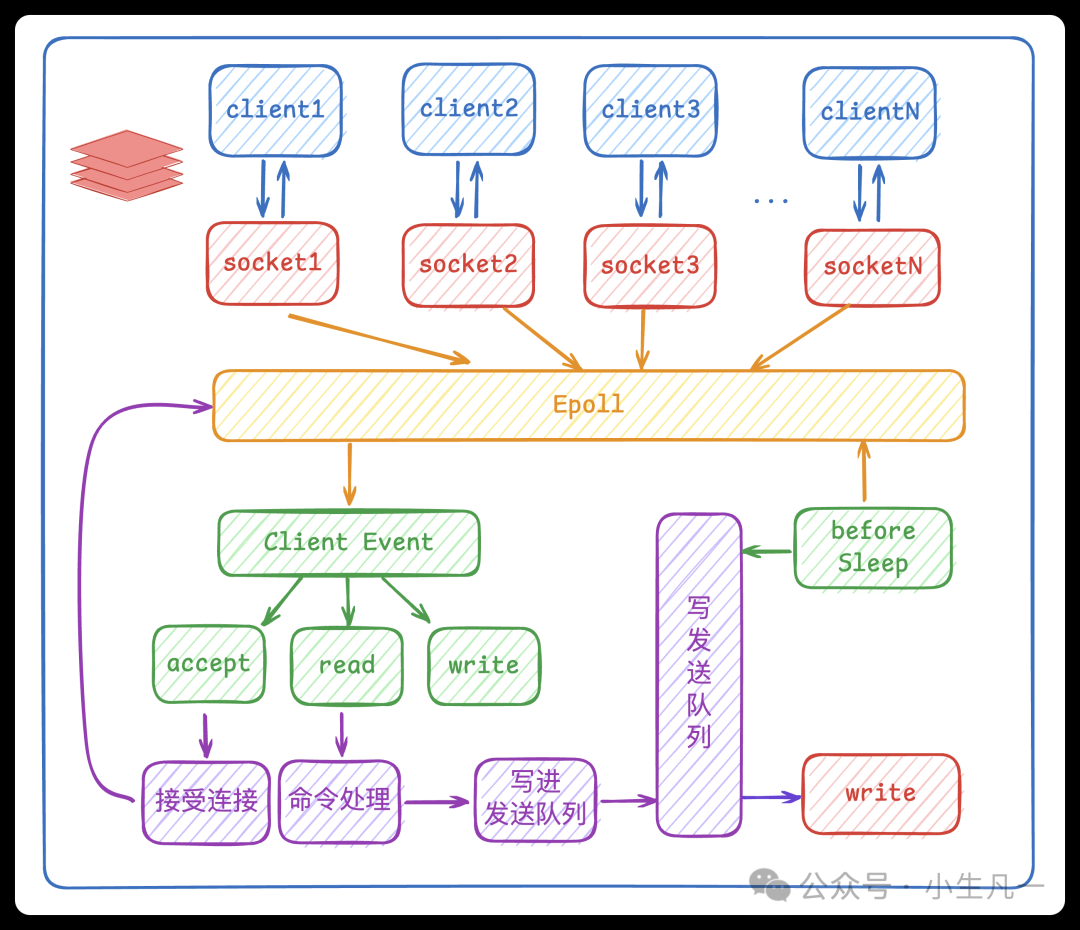 client1
client2
client3
clientN
...
socket1
socket2
socket3
socketN
Epoll
Client Event
before
Sleep
accept
read
write
写
发
送
队
列
接受连接
命令处理
写进
发送队列
write
公众号 · 小生凡一